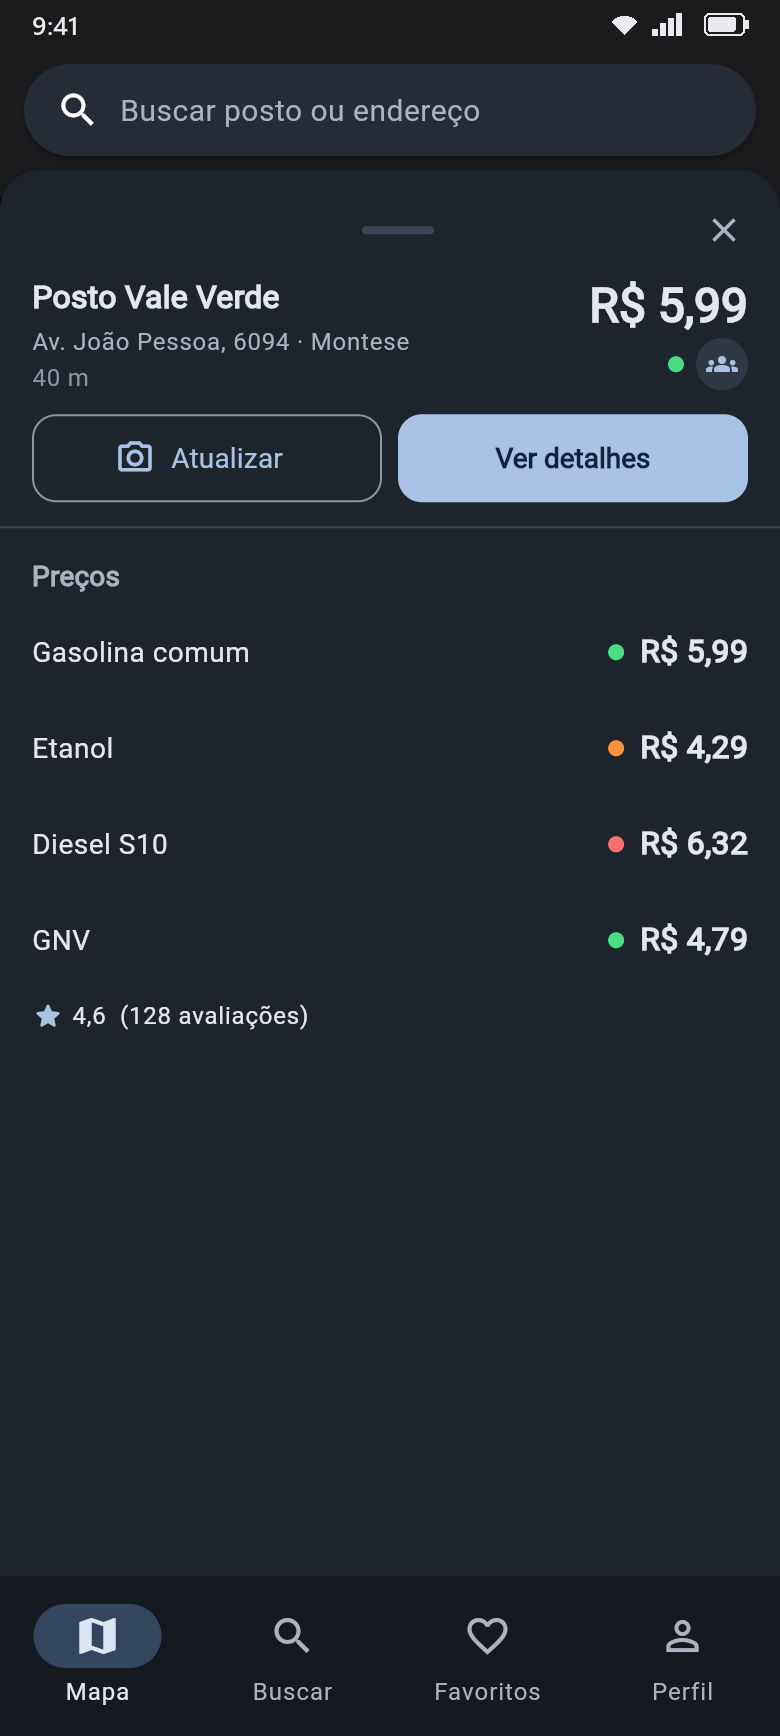 9:41
Buscar posto ou endereço
Posto Vale Verde
R$ 5,99
Av. João Pessoa, 6094 · Montese
40 m
Atualizar
Ver detalhes
Preços
Gasolina comum R$ 5,99
Etanol R$ 4,29
Diesel S10 R$ 6,32
GNV R$ 4,79
4,6 (128 avaliações)
Mapa Buscar Favoritos Perfil